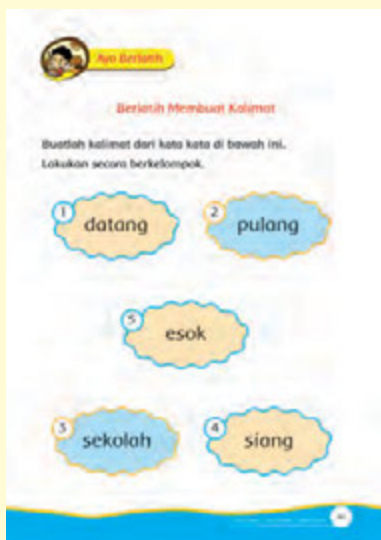 Ayo Berlatih
Berlatih Membuat Kalimat
Buatlah kalimat dari kata kata di bawah ini.
Lakukan secara berkelompok.
1 datang
2 pulang
5 esok
3 sekolah
4 siang